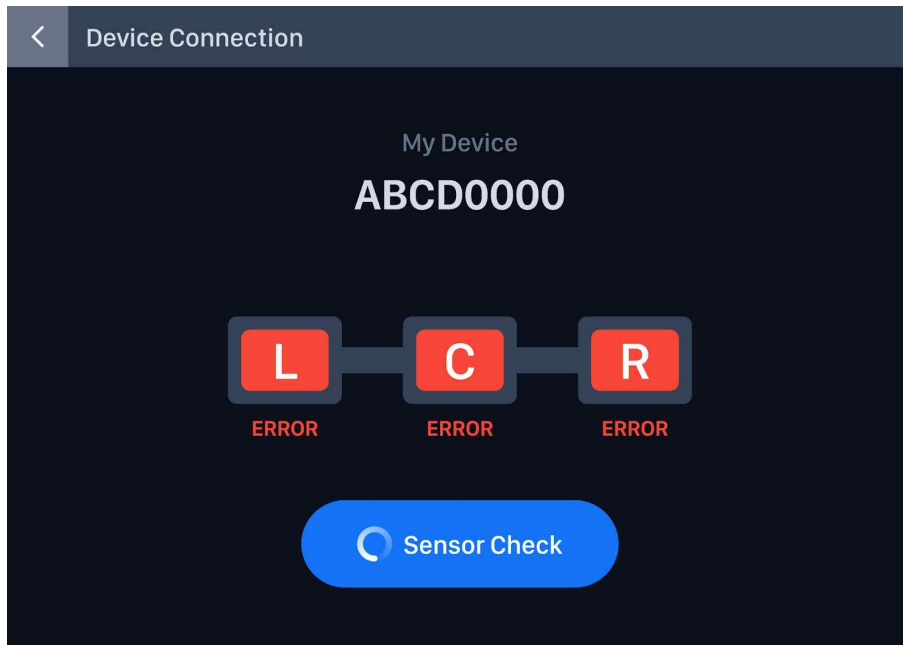 Device Connection
My Device
ABCD0000
L C R
ERROR ERROR ERROR
Sensor Check